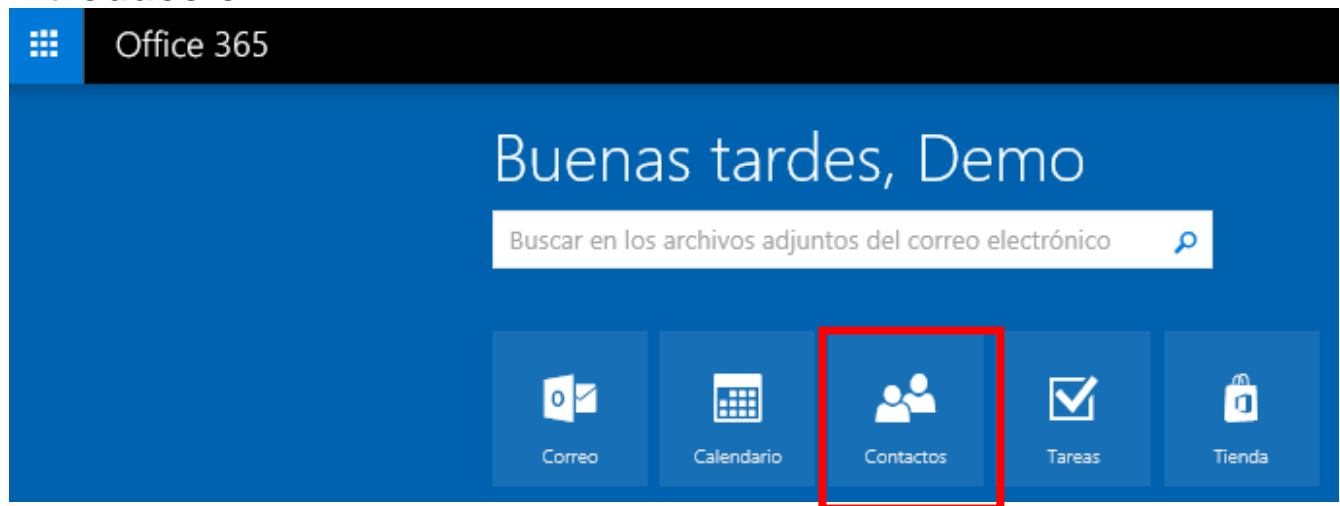 Office 365
Buenas tardes, Demo
Buscar en los archivos adjuntos del correo electrónico
Correo Calendario Contactos Tareas Tienda